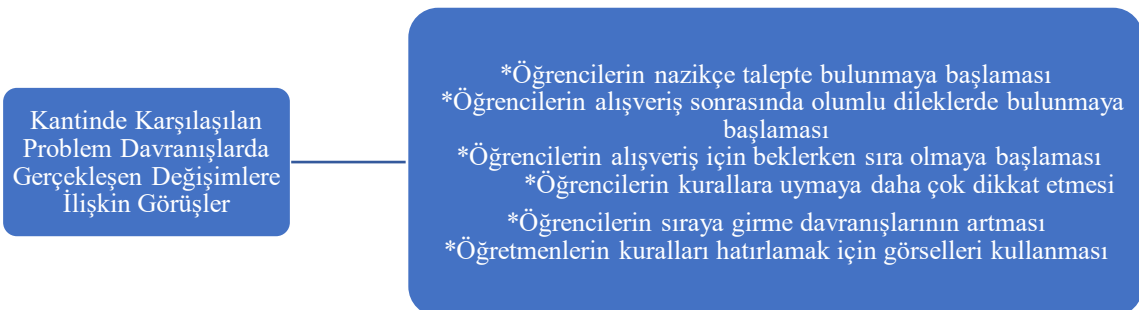 Kantinde Karşılaşılan
Problem Davranışlarda
Gerçekleşen Değişimlere
İlişkin Görüşler
*Öğrencilerin nazikçe talepte bulunmaya başlaması
*Öğrencilerin alışveriş sonrasında olumlu dileklerde bulunmaya
başlaması
*Öğrencilerin alışveriş için beklerken sıra olmaya başlaması
*Öğrencilerin kurallara uymaya daha çok dikkat etmesi
*Öğrencilerin sıraya girme davranışlarının artması
*Öğretmenlerin kuralları hatırlamak için görselleri kullanması